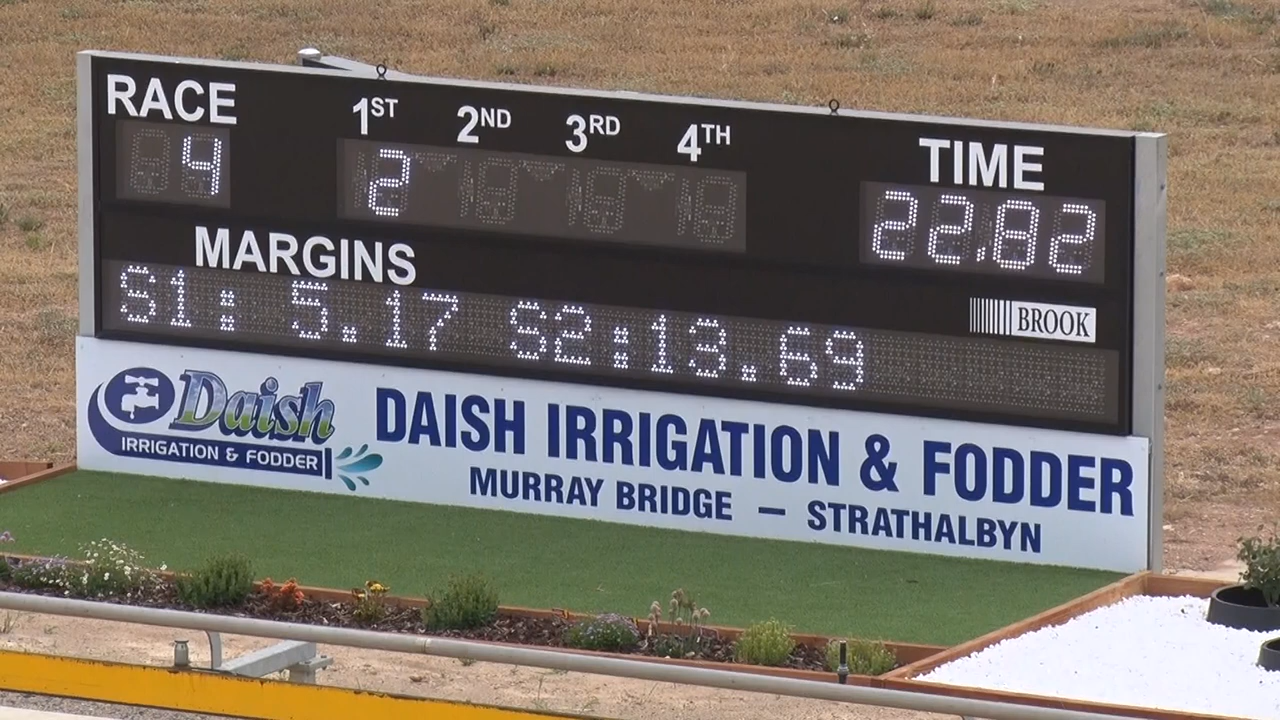 RACE 1ST 2ND 3RD 4TH TIME
4 2 22.82
MARGINS
S1: 5.17 S2:13.69
BROOK
Daish
IRRIGATION & FODDER
DAISH IRRIGATION & FODDER
MURRAY BRIDGE – STRATHALBYN